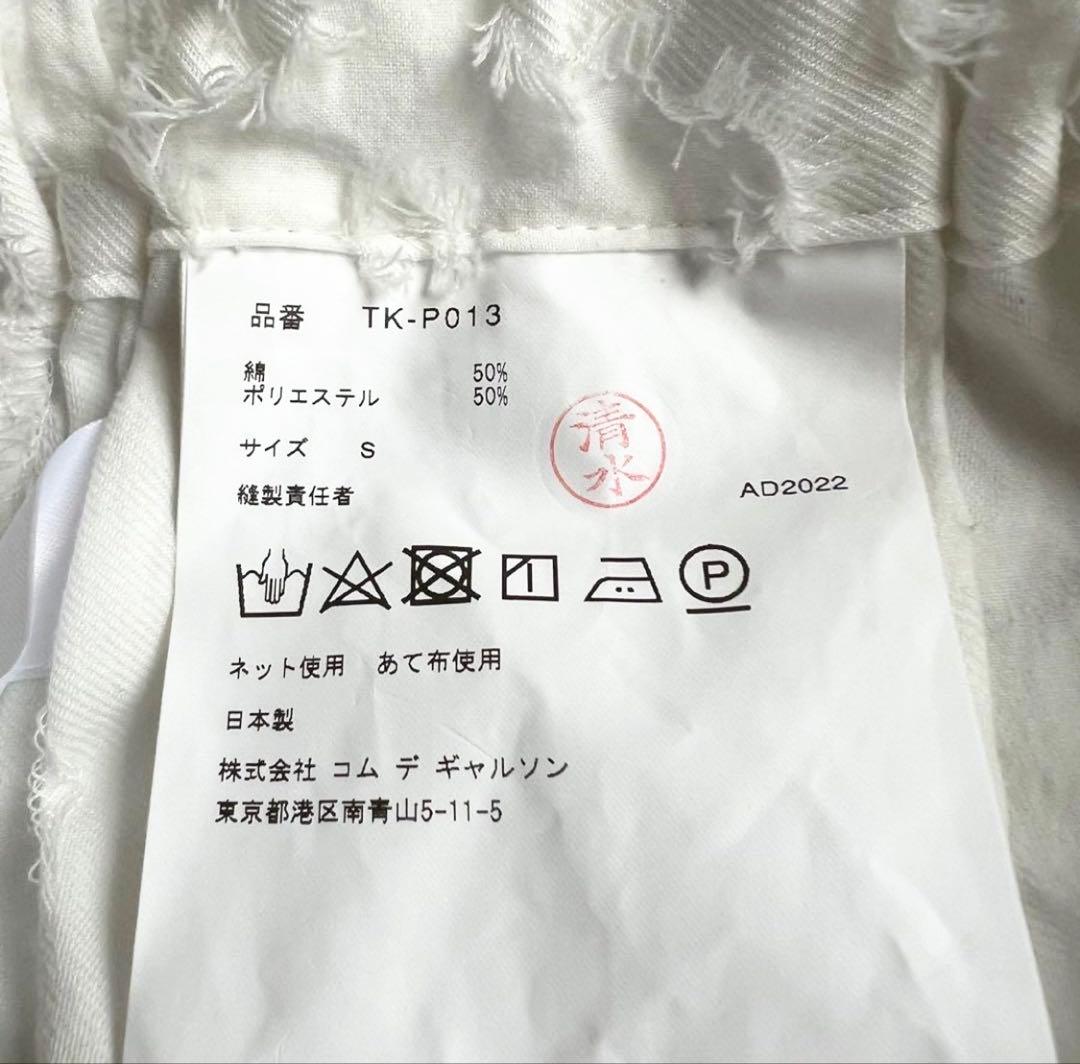 品番 TK-P013
綿 50%
ポリエステル 50%
サイズ S
縫製責任者
清水
AD2022
P
ネット使用 あて布使用
日本製
株式会社 コム デ ギャルソン
東京都港区南青山5-11-5